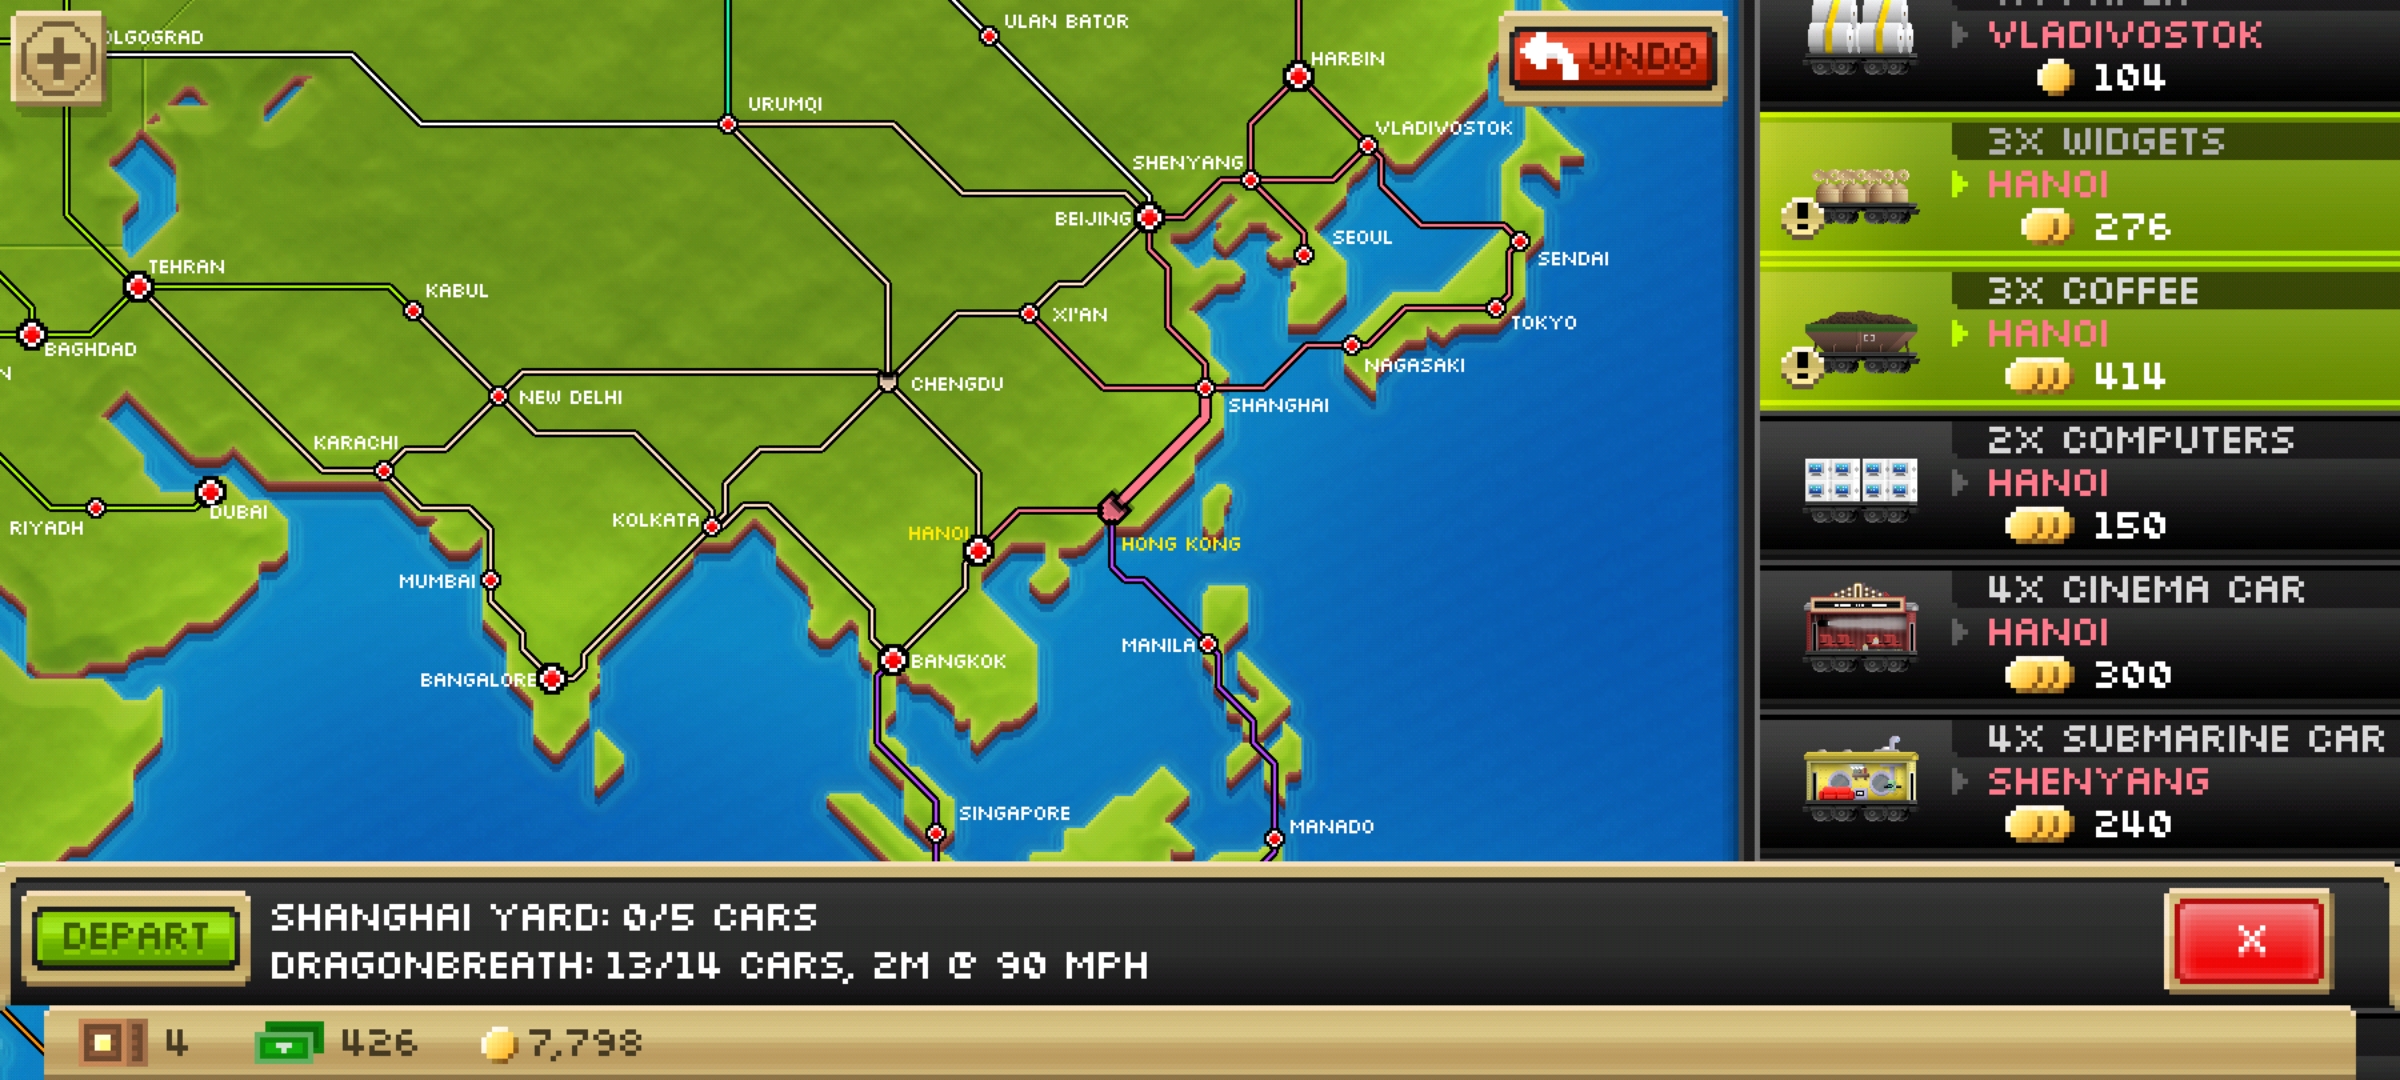 OLGOGRAD
ULAN BATOR
HARBIN
URUMQI
VLADIVOSTOK
SHENYANG
BEIJING
SEOUL
SENDAI
TEHRAN
KABUL
XI'AN
TOKYO
BAGHDAD
N
NAGASAKI
CHENGDU
NEW DELHI
SHANGHAI
KARACHI
DUBAI
RIYADH
KOLKATA
HANOI
HONG KONG
MUMBAI
MANILA
BANGKOK
BANGALORE
SINGAPORE
MANADO
UNDO
VLADIVOSTOK
104
3X WIDGETS
HANOI
276
3X COFFEE
HANOI
414
2X COMPUTERS
HANOI
150
4X CINEMA CAR
HANOI
300
4X SUBMARINE CAR
SHENYANG
240
DEPART
SHANGHAI YARD: 0/5 CARS
DRAGONBREATH: 13/14 CARS, 2M @ 90 MPH
X
4
426
7,798